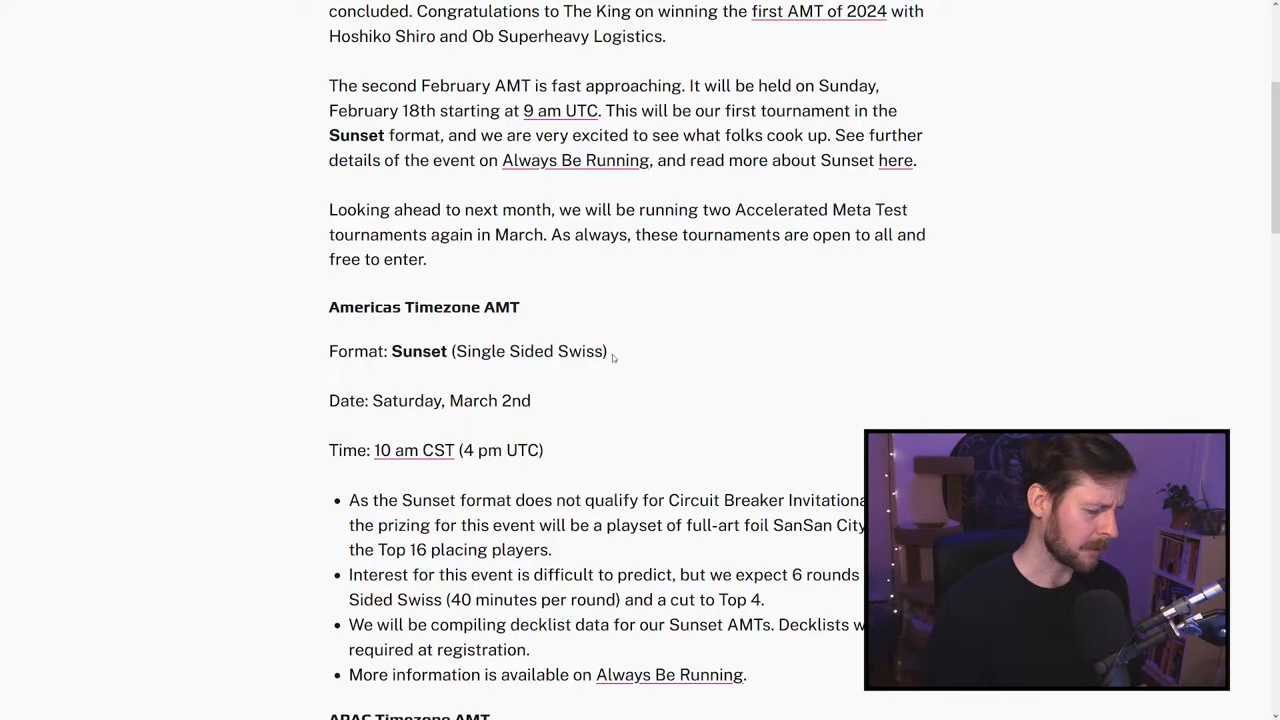 concluded. Congratulations to The King on winning the first AMT of 2024 with
Hoshiko Shiro and Ob Superheavy Logistics.
The second February AMT is fast approaching. It will be held on Sunday,
February 18th starting at 9 am UTC. This will be our first tournament in the
Sunset format, and we are very excited to see what folks cook up. See further
details of the event on Always Be Running, and read more about Sunset here.
Looking ahead to next month, we will be running two Accelerated Meta Test
tournaments again in March. As always, these tournaments are open to all and
free to enter.
Americas Timezone AMT
Format: Sunset (Single Sided Swiss)
Date: Saturday, March 2nd
Time: 10 am CST (4 pm UTC)
• As the Sunset format does not qualify for Circuit Breaker
the prizing for this event will be a playset of full-art foil SanSan City
the Top 16 placing players.
• Interest for this event is difficult to predict, but we expect 6 rounds
Sided Swiss (40 minutes per round) and a cut to Top 4.
• We will be compiling decklist data for our Sunset AMTs. Decklists
required at registration.
• More information is available on Always Be Running.
APAC Timezone AMT